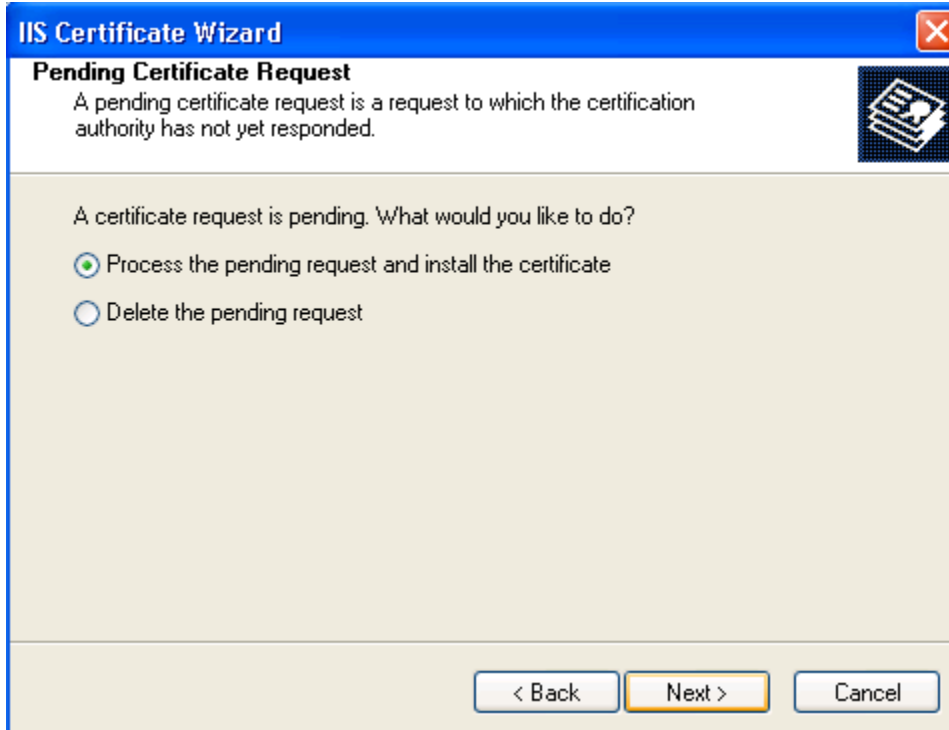 IIS Certificate Wizard
Pending Certificate Request
A pending certificate request is a request to which the certification
authority has not yet responded.
A certificate request is pending. What would you like to do?
Process the pending request and install the certificate
Delete the pending request
< Back Next > Cancel